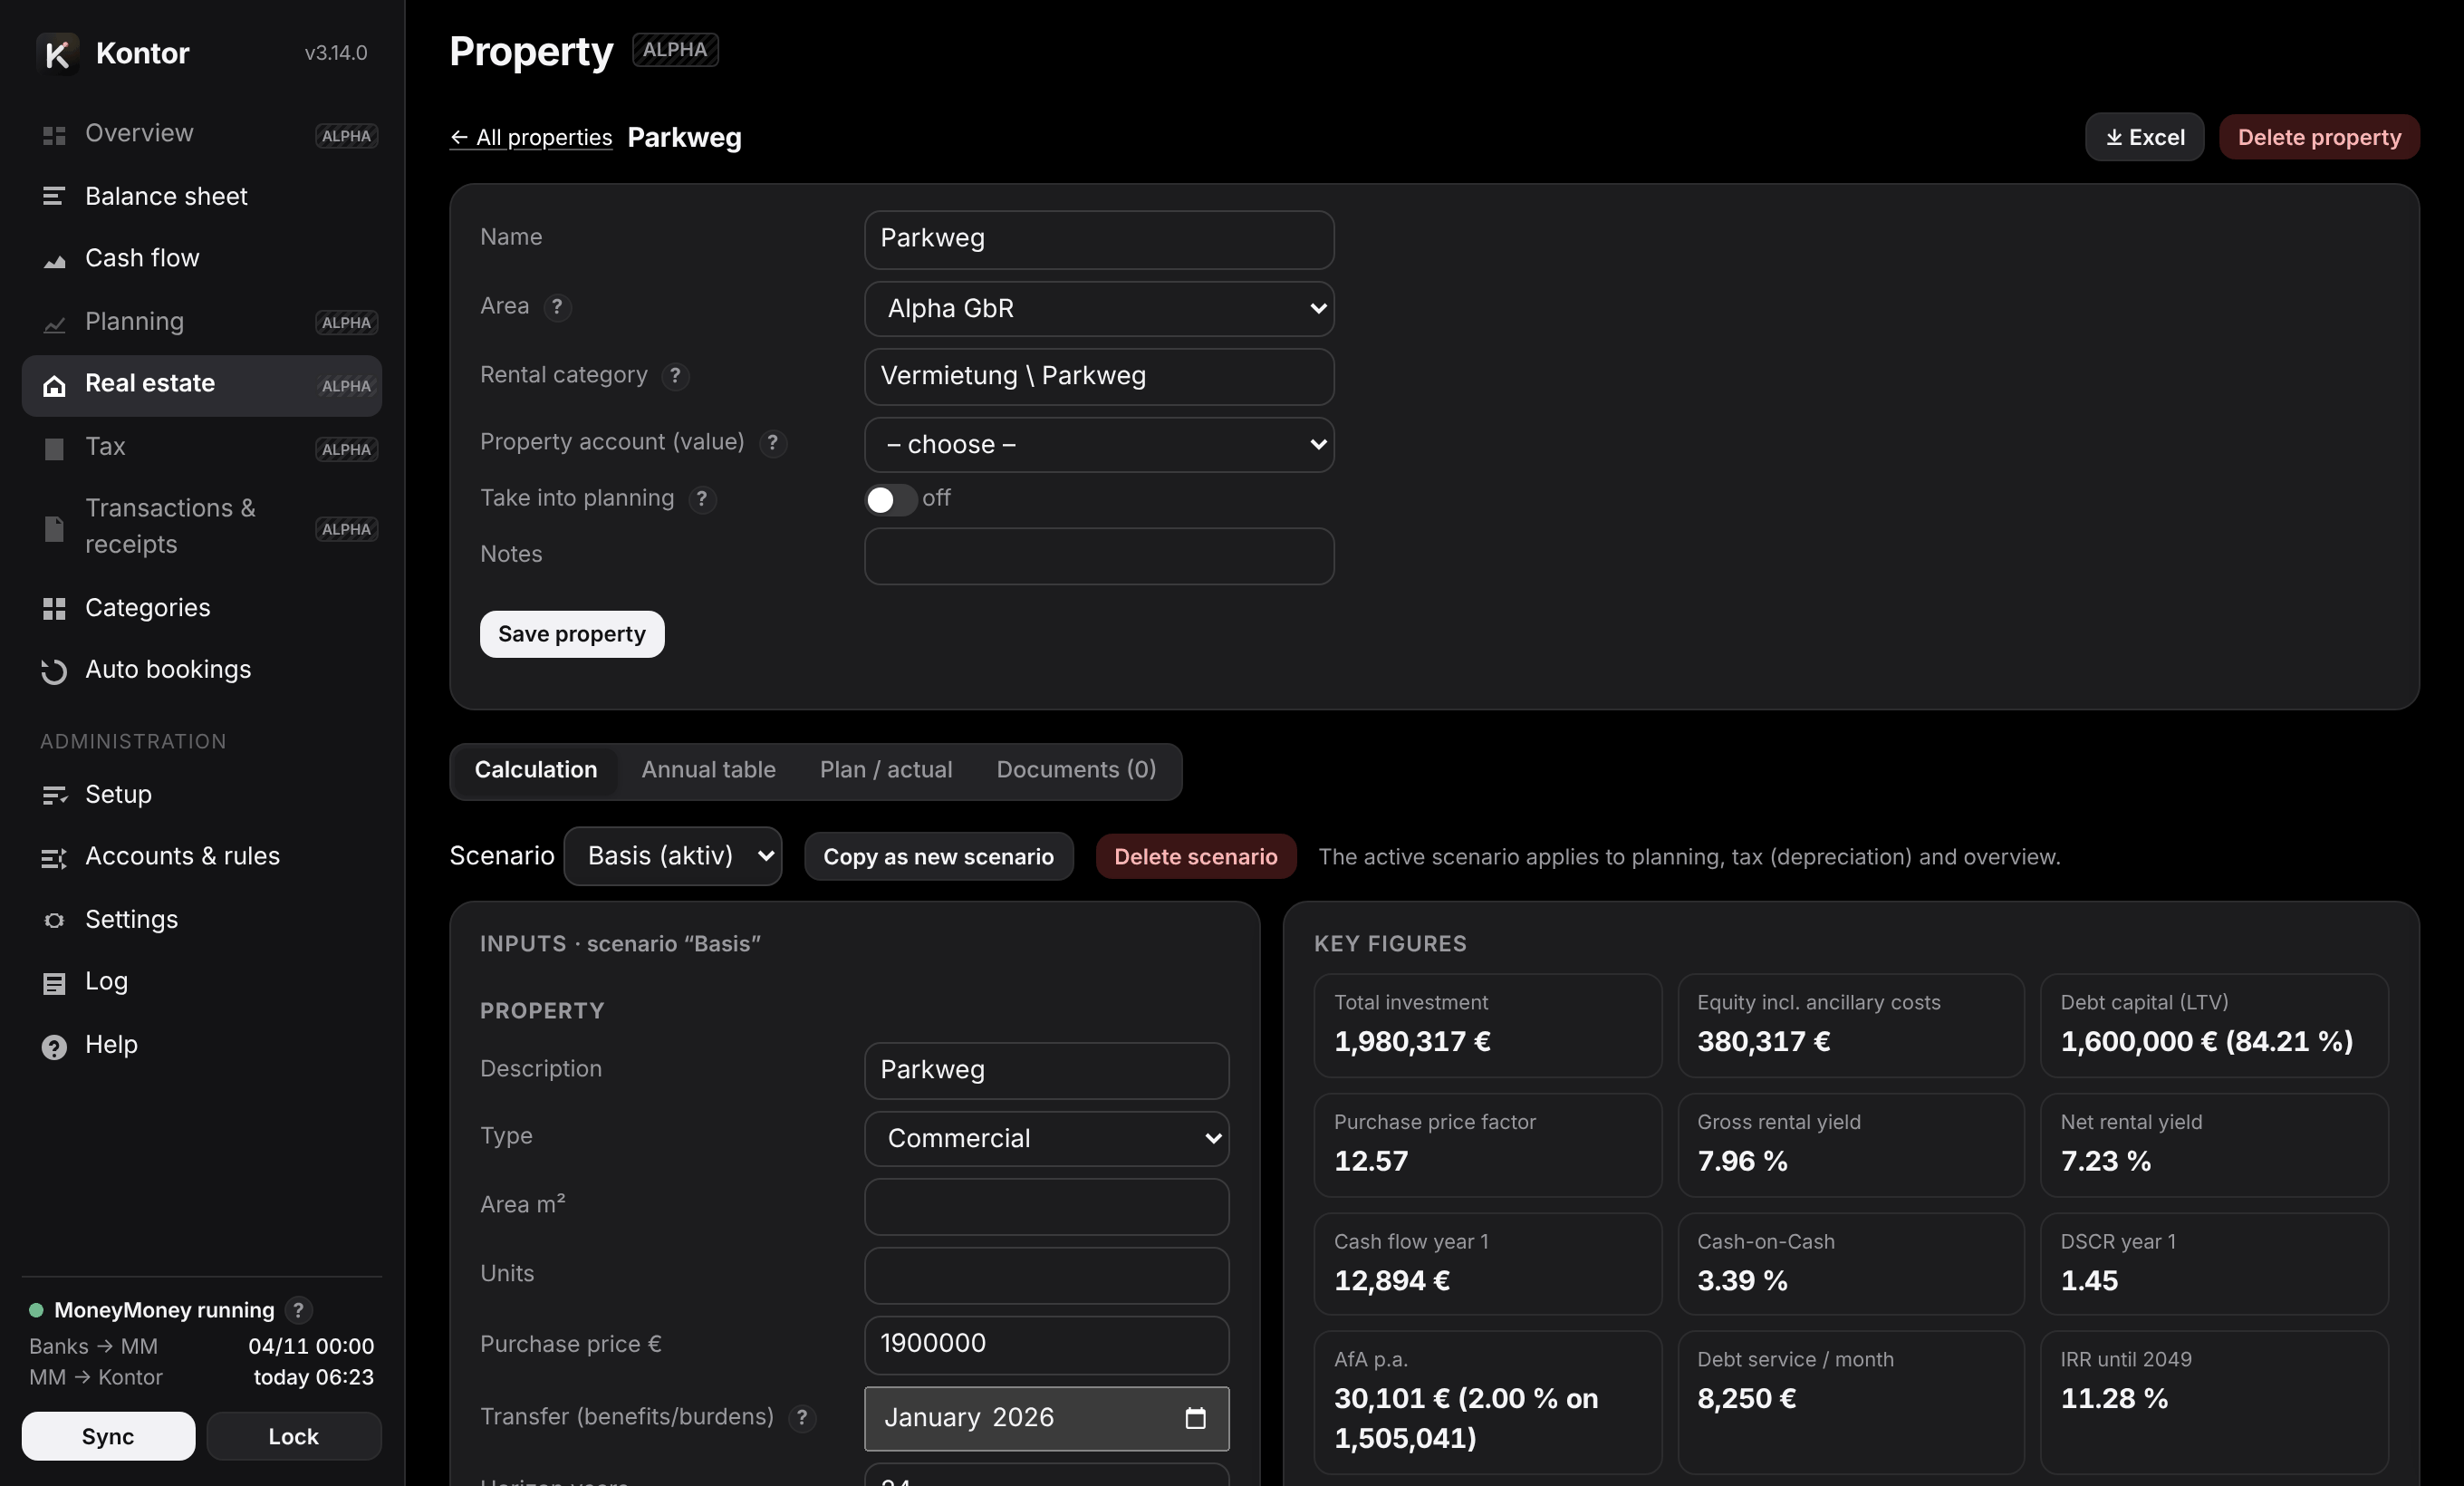 Kontor
v3.14.0
Overview ALPHA
Balance sheet
Cash flow
Planning ALPHA
Real estate ALPHA
Tax ALPHA
Transactions &
receipts ALPHA
Categories
Auto bookings
ADMINISTRATION
Setup
Accounts & rules
Settings
Log
Help
MoneyMoney running ?
Banks → MM 04/11 00:00
MM → Kontor today 06:23
Sync Lock
Property ALPHA
← All properties Parkweg
Excel Delete property
Name Parkweg
Area ? Alpha GbR
Rental category ? Vermietung \ Parkweg
Property account (value) ? – choose –
Take into planning ? off
Notes
Save property
Calculation Annual table Plan / actual Documents (0)
Scenario Basis (aktiv) Copy as new scenario Delete scenario The active scenario applies to planning, tax (depreciation) and overview.
INPUTS · scenario “Basis”
PROPERTY
Description Parkweg
Type Commercial
Area m²
Units
Purchase price € 1900000
Transfer (benefits/burdens) ? January 2026
KEY FIGURES
Total investment
1,980,317 €
Equity incl. ancillary costs
380,317 €
Debt capital (LTV)
1,600,000 € (84.21 %)
Purchase price factor
12.57
Gross rental yield
7.96 %
Net rental yield
7.23 %
Cash flow year 1
12,894 €
Cash-on-Cash
3.39 %
DSCR year 1
1.45
AfA p.a.
30,101 € (2.00 % on
1,505,041)
Debt service / month
8,250 €
IRR until 2049
11.28 %